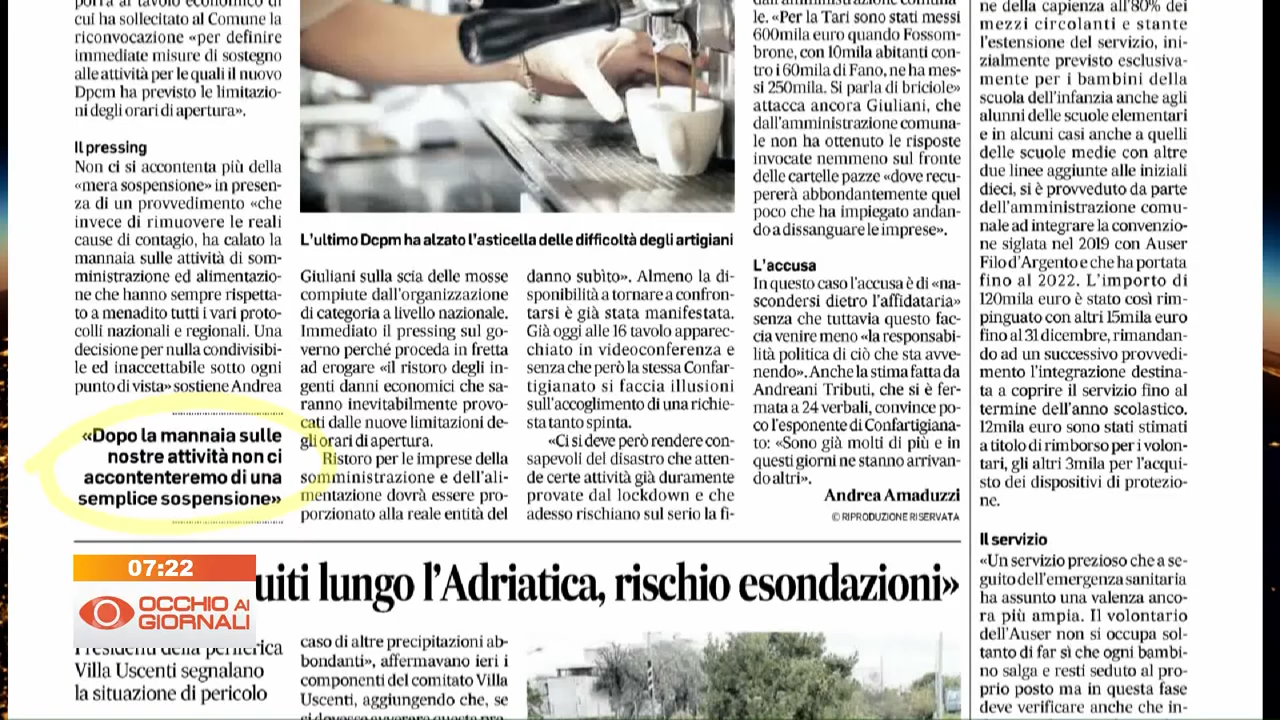 porrà al tavolo economico di
cui ha sollecitato al Comune la
riconvocazione «per definire
immediate misure di sostegno
alle attività per le quali il nuovo
Dpcm ha previsto le limitazio-
ni degli orari di apertura».
Il pressing
Non ci si accontenta più della
«mera sospensione» in presen-
za di un provvedimento «che
invece di rimuovere le reali
cause di contagio, ha calato la
mannaia sulle attività di som-
ministrazione ed alimentazio-
ne che hanno sempre rispetta-
to a menadito tutti i vari proto-
colli nazionali e regionali. Una
decisione per nulla condivisibi-
le ed inaccettabile sotto ogni
punto di vista» sostiene Andrea
«Dopo la mannaia sulle
nostre attività non ci
accontenteremo di una
semplice sospensione»
L'ultimo Dcpm ha alzato l'asticella delle difficoltà degli artigiani
Giuliani sulla scia delle mosse
compiute dall'organizzazione
di categoria a livello nazionale.
Immediato il pressing sul go-
verno perché proceda in fretta
ad erogare «il ristoro degli in-
genti danni economici che sa-
ranno inevitabilmente provo-
cati dalle nuove limitazioni de-
gli orari di apertura.
Ristoro per le imprese della
somministrazione e dell'ali-
mentazione dovrà essere pro-
porzionato alla reale entità del
danno subìto». Almeno la di-
sponibilità a tornare a confron-
tarsi è già stata manifestata.
Già oggi alle 16 tavolo apparec-
chiato in videoconferenza e
senza che però la stessa Confar-
tigianato si faccia illusioni
sull'accoglimento di una richie-
sta tanto spinta.
«Ci si deve però rendere con-
sapevoli del disastro che atten-
de certe attività già duramente
provate dal lockdown e che
adesso rischiano sul serio la fi-
le. «Per la Tari sono stati messi
600mila euro quando Fossom-
brone, con 10mila abitanti con-
tro i 60mila di Fano, ne ha mes-
si 250mila. Si parla di briciole»
attacca ancora Giuliani, che
dall'amministrazione comuna-
le non ha ottenuto le risposte
invocate nemmeno sul fronte
delle cartelle pazze «dove recu-
pererà abbondantemente quel
poco che ha impiegato andan-
do a dissanguare le imprese».
L'accusa
In questo caso l'accusa è di «na-
scondersi dietro l'affidataria»
senza che tuttavia questo fac-
cia venire meno «la responsabi-
lità politica di ciò che sta avve-
nendo». Anche la stima fatta da
Andreani Tributi, che si è fer-
mata a 24 verbali, convince po-
co l'esponente di Confartigiana-
to: «Sono già molti di più e in
questi giorni ne stanno arrivan-
do altri».
Andrea Amaduzzi
© RIPRODUZIONE RISERVATA
ne della capienza all'80% dei
mezzi circolanti e stante
l'estensione del servizio, ini-
zialmente previsto esclusiva-
mente per i bambini della
scuola dell'infanzia anche agli
alunni delle scuole elementari
e in alcuni casi anche a quelli
delle scuole medie con altre
due linee aggiunte alle iniziali
dieci, si è provveduto da parte
dell'amministrazione comu-
nale ad integrare la convenzio-
ne siglata nel 2019 con Auser
Filo d'Argento e che ha portata
fino al 2022. L'importo di
120mila euro è stato così rim-
pinguato con altri 15mila euro
fino al 31 dicembre, rimandan-
do ad un successivo provvedi-
mento l'integrazione destina-
ta a coprire il servizio fino al
termine dell'anno scolastico.
12mila euro sono stati stimati
a titolo di rimborso per i volon-
tari, gli altri 3mila per l'acqui-
sto dei dispositivi di protezio-
ne.
Il servizio
«Un servizio prezioso che a se-
guito dell'emergenza sanitaria
ha assunto una valenza anco-
ra più ampia. Il volontario
dell'Auser non si occupa sol-
tanto di far sì che ogni bambi-
no salga e resti seduto al pro-
prio posto ma in questa fase
deve verificare anche che in-
07:22
OCCHIO AI
GIORNALI
uiti lungo l'Adriatica, rischio esondazioni»
Villa Uscenti segnalano
la situazione di pericolo
caso di altre precipitazioni ab-
bondanti», affermavano ieri i
componenti del comitato Villa
Uscenti, aggiungendo che, se